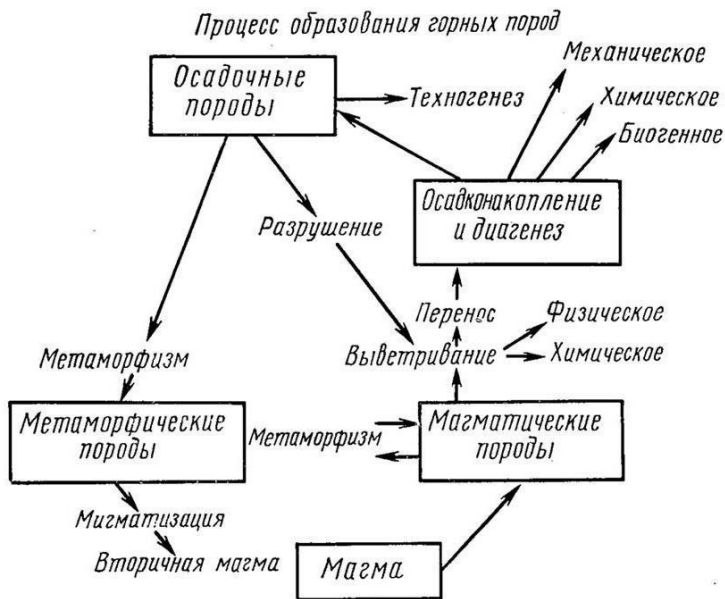 Процесс образования горных пород
Механическое
Осадочные
породы
Техногенез
Химическое
Биогенное
Осадконакопление
и диагенез
Разрушение
Перенос
Физическое
Метаморфизм
Выветривание
Химическое
Метаморфические
породы
Метаморфизм
Магматические
породы
Мигматизация
Вторичная магма
Магма